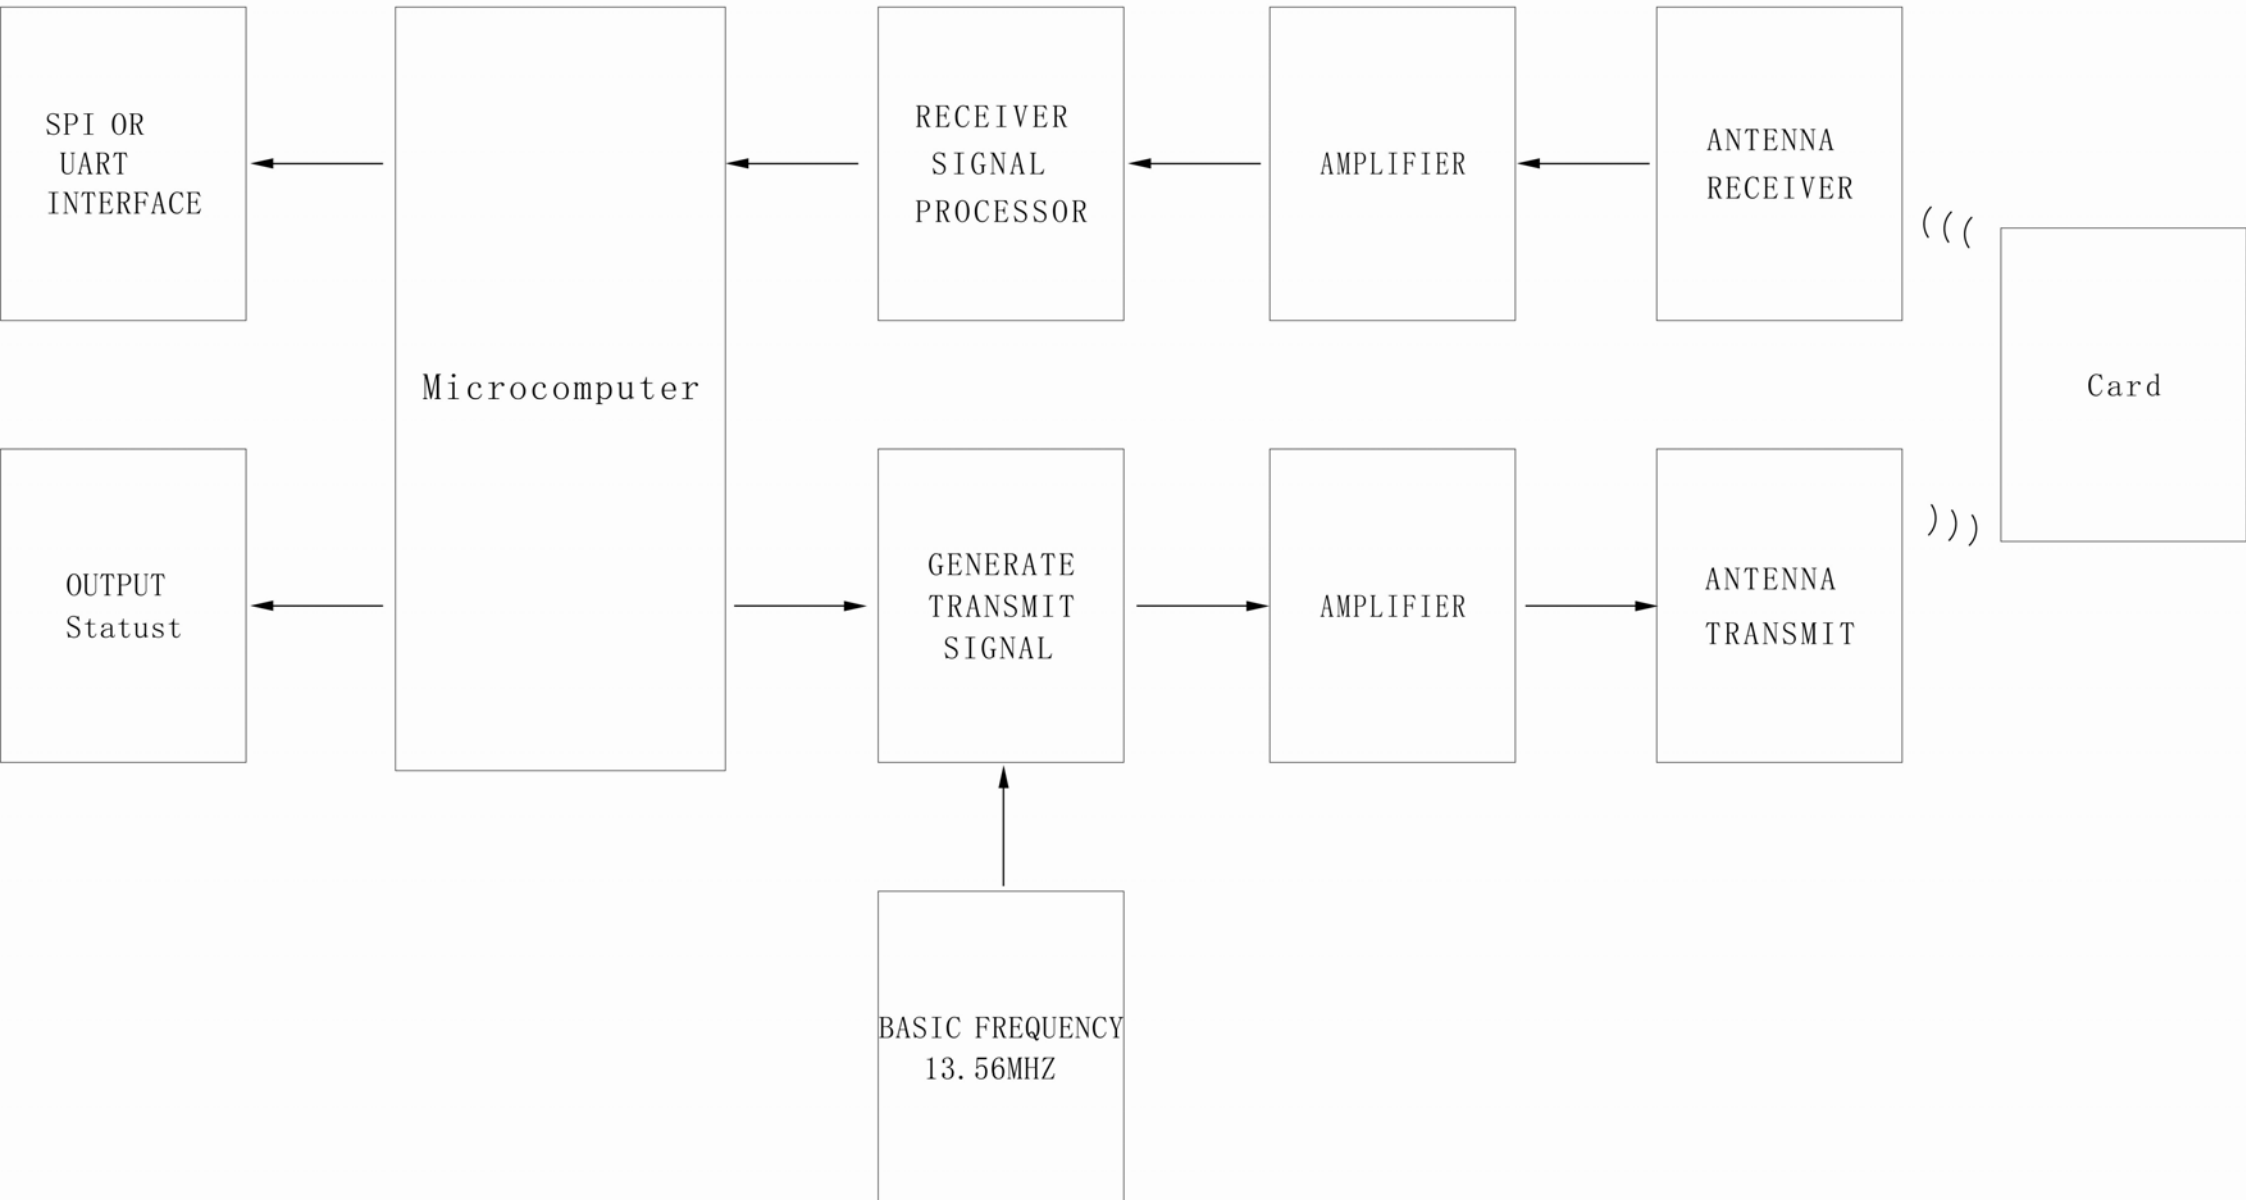 SPI OR
UART
INTERFACE
Microcomputer
RECEIVER
SIGNAL
PROCESSOR
AMPLIFIER
ANTENNA
RECEIVER
(((
Card
OUTPUT
Statust
GENERATE
TRANSMIT
SIGNAL
AMPLIFIER
ANTENNA
TRANSMIT
)))
BASIC FREQUENCY
13.56MHZ